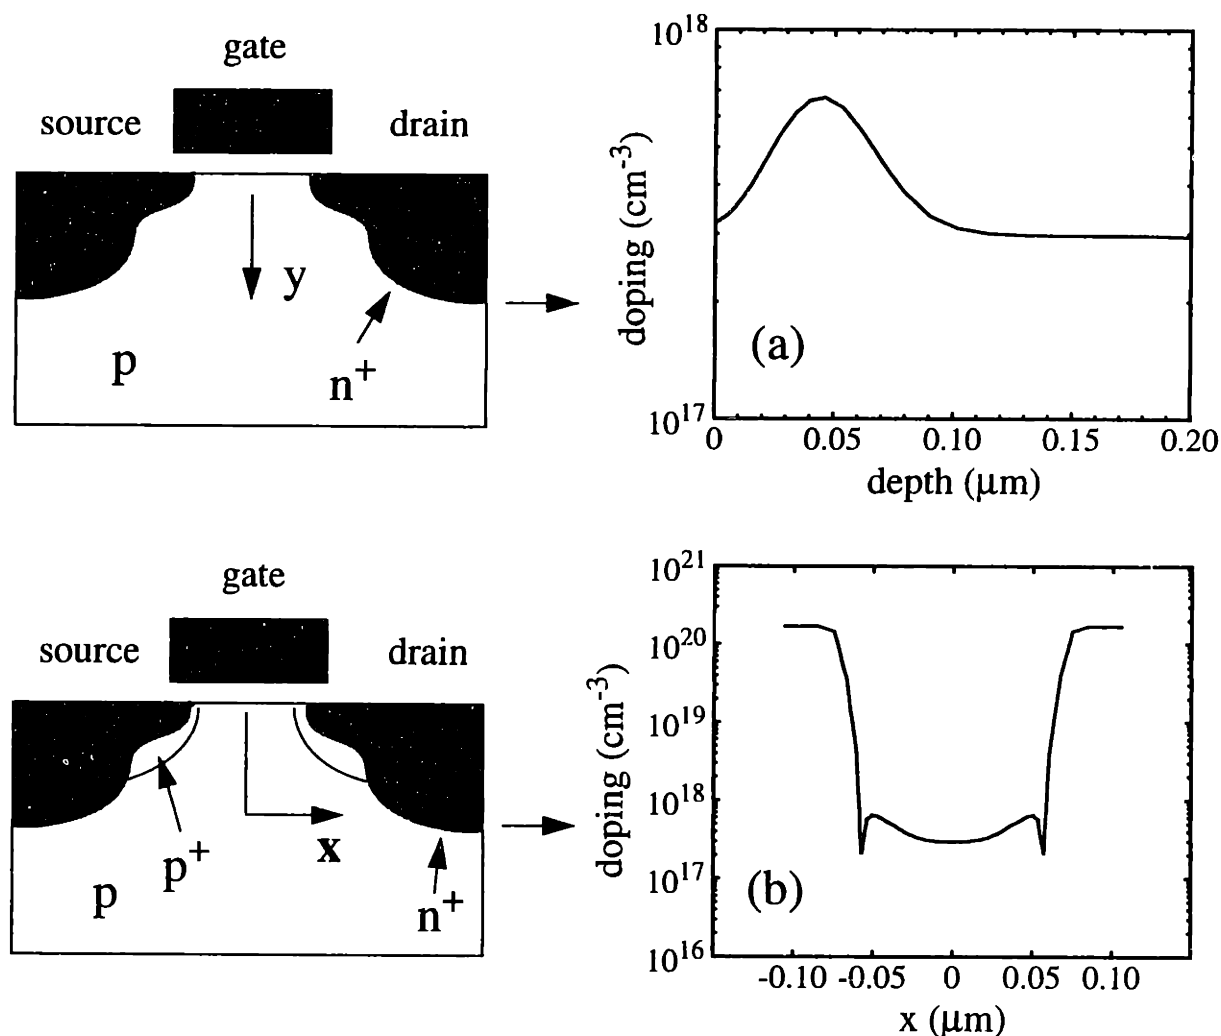 gate
source
drain
y
p
n+
10^18
10^17
doping (cm^-3)
(a)
0
0.05
0.10
0.15
0.20
depth (μm)
gate
source
drain
x
p+
p
n+
10^21
10^20
10^19
10^18
10^17
10^16
doping (cm^-3)
(b)
-0.10
-0.05
0
0.05
0.10
x (μm)